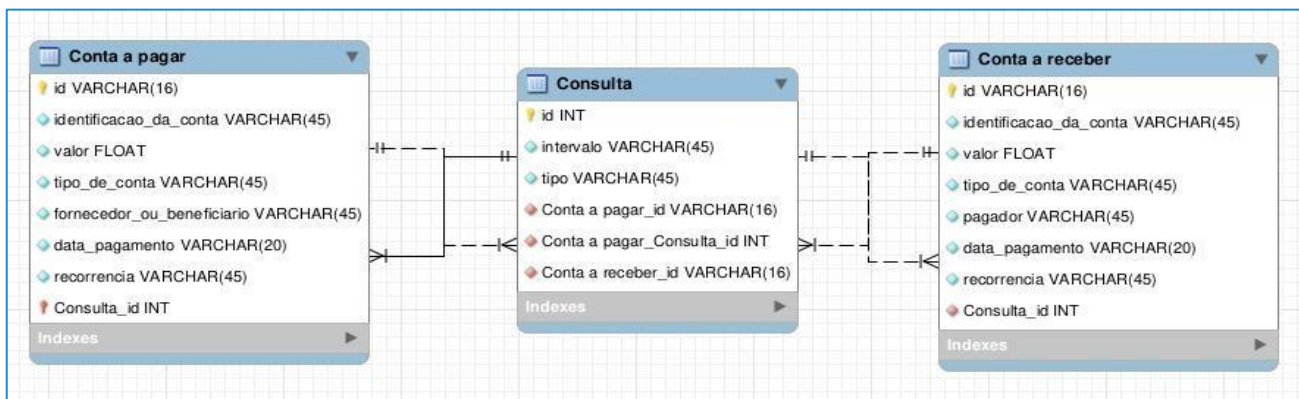 Conta a pagar
id VARCHAR(16)
identificacao_da_conta VARCHAR(45)
valor FLOAT
tipo_de_conta VARCHAR(45)
fornecedor_ou_beneficiario VARCHAR(45)
data_pagamento VARCHAR(20)
recorrencia VARCHAR(45)
Consulta_id INT
Indexes
Consulta
id INT
intervalo VARCHAR(45)
tipo VARCHAR(45)
Conta a pagar_id VARCHAR(16)
Conta a pagar_Consulta_id INT
Conta a receber_id VARCHAR(16)
Indexes
Conta a receber
id VARCHAR(16)
identificacao_da_conta VARCHAR(45)
valor FLOAT
tipo_de_conta VARCHAR(45)
pagador VARCHAR(45)
data_pagamento VARCHAR(20)
recorrencia VARCHAR(45)
Consulta_id INT
Indexes